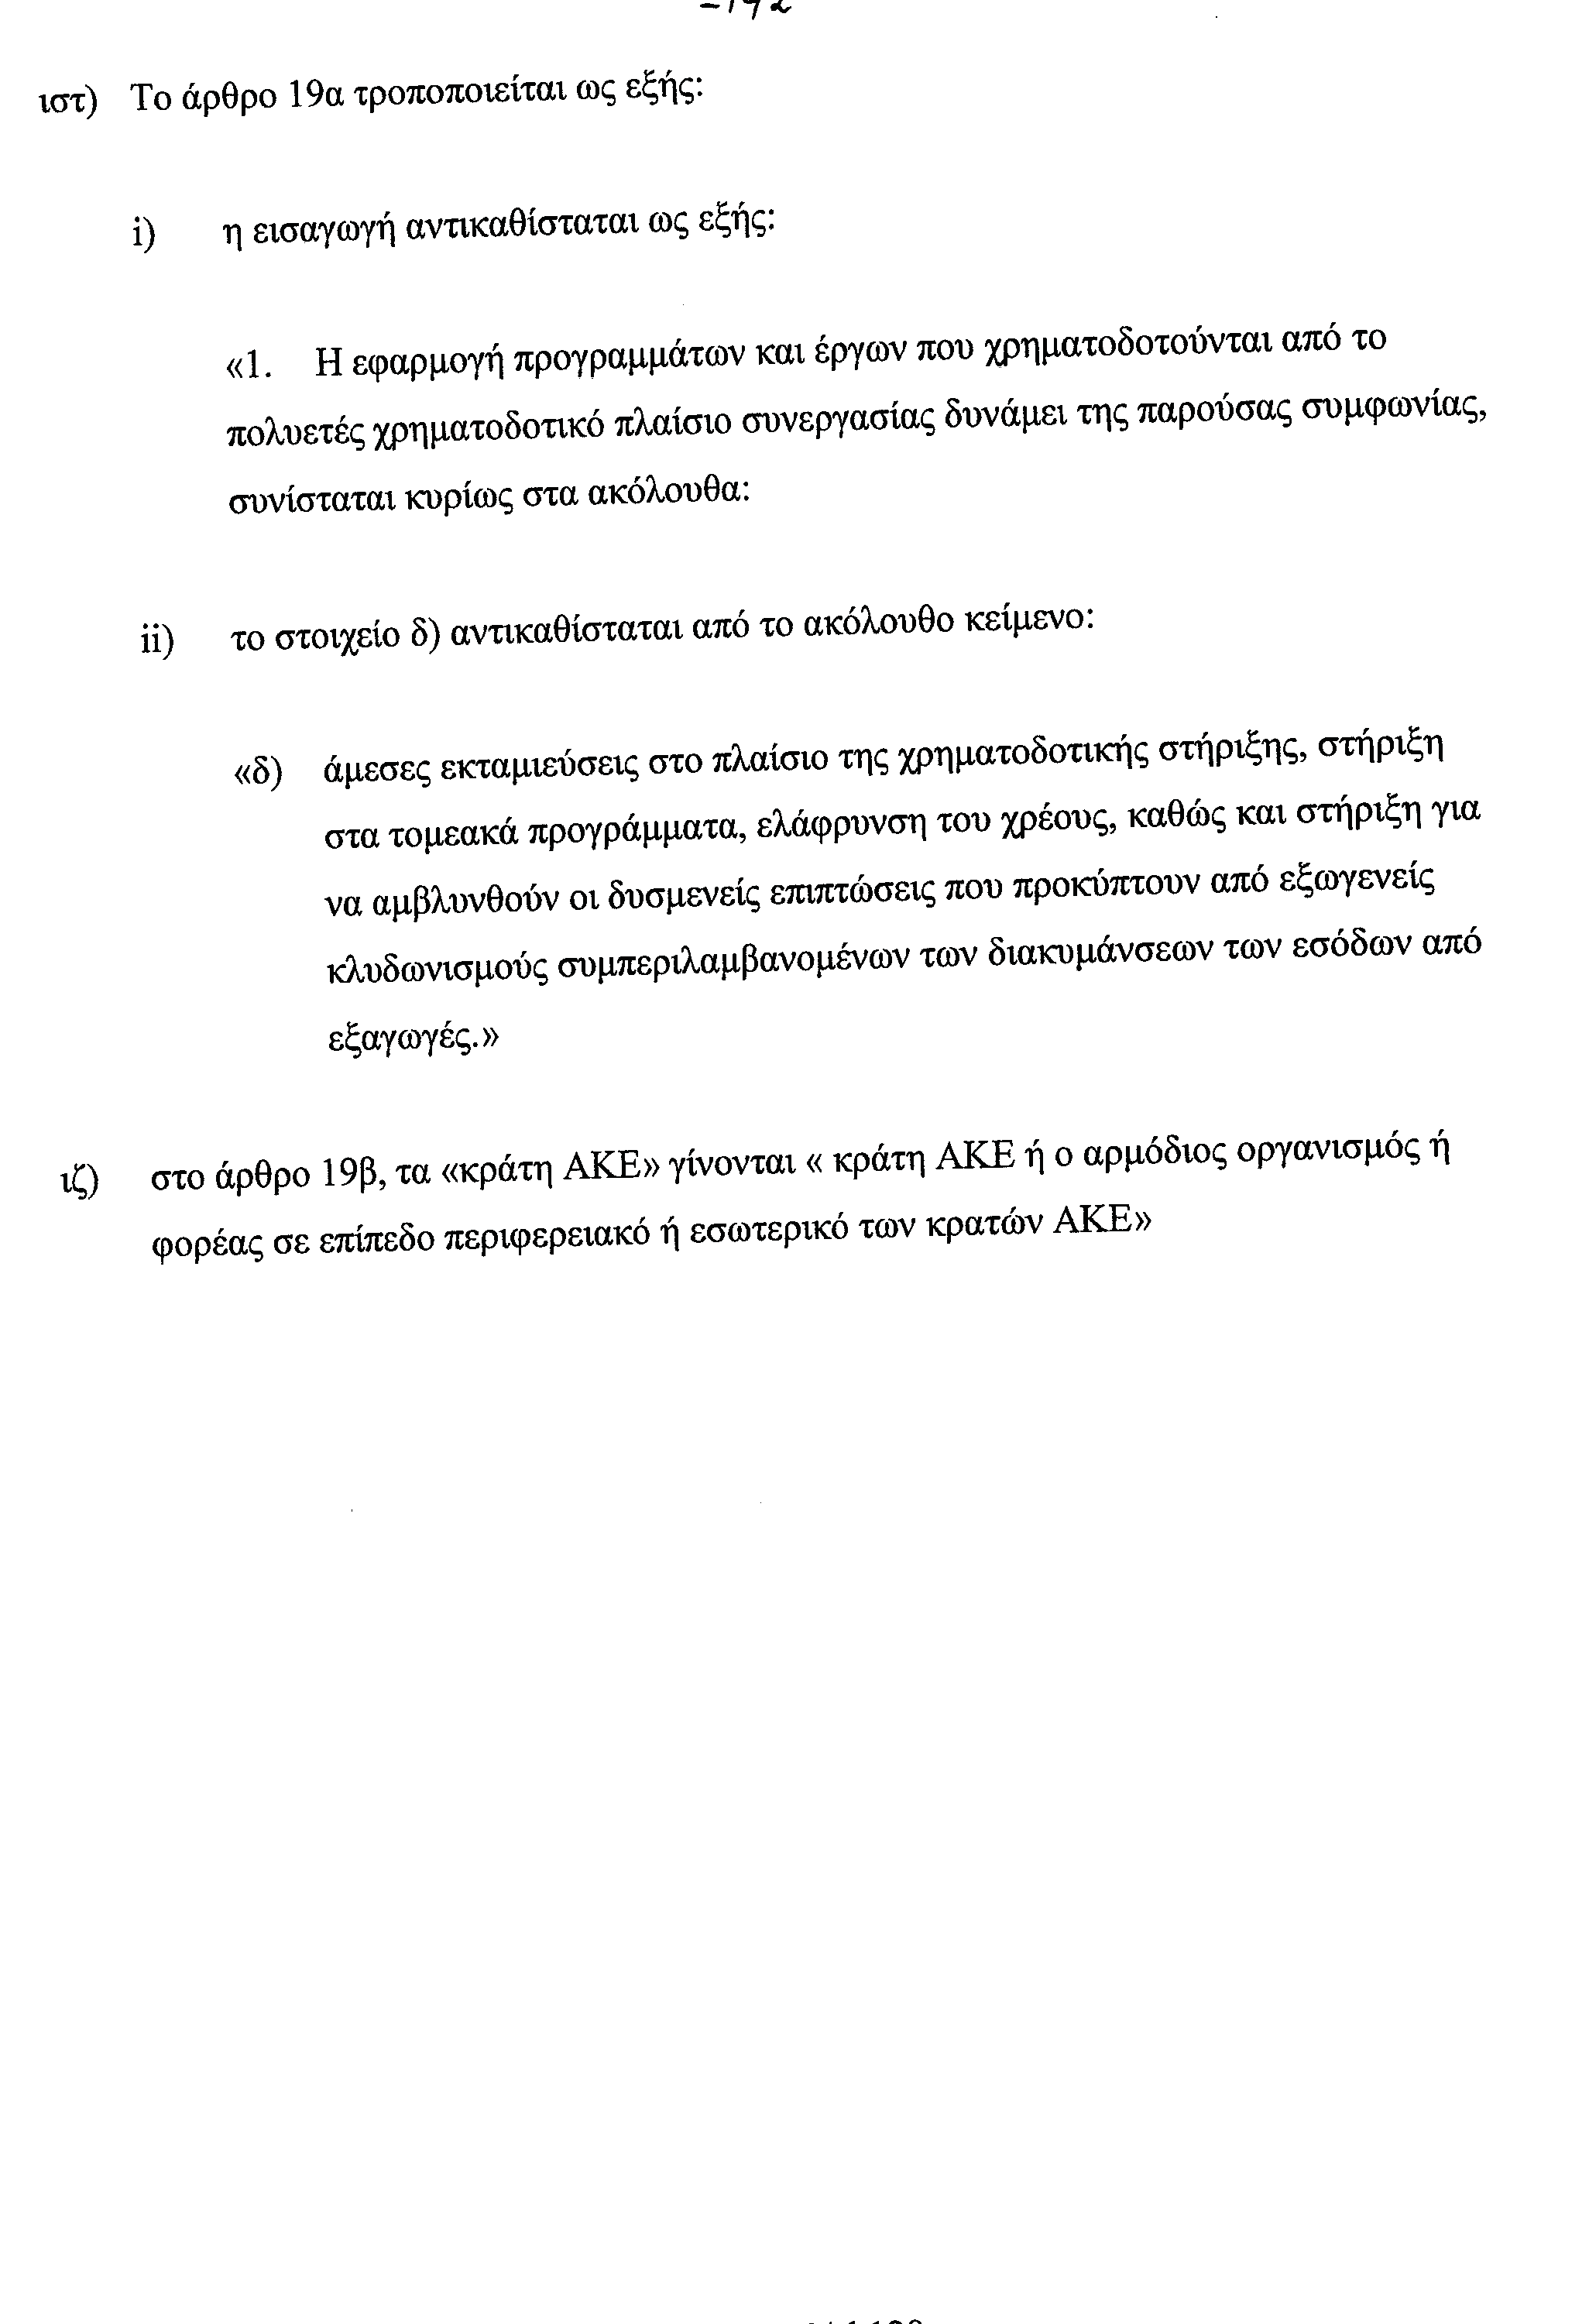 ιστ) Το άρθρο 19α τροποποιείται ως εξής:
i) η εισαγωγή αντικαθίσταται ως εξής:
«1. Η εφαρμογή προγραμμάτων και έργων που χρηματοδοτούνται από το
πολυετές χρηματοδοτικό πλαίσιο συνεργασίας δυνάμει της παρούσας συμφωνίας,
συνίσταται κυρίως στα ακόλουθα:
ii) το στοιχείο δ) αντικαθίσταται από το ακόλουθο κείμενο:
«δ) άμεσες εκταμιεύσεις στο πλαίσιο της χρηματοδοτικής στήριξης, στήριξη
στα τομεακά προγράμματα, ελάφρυνση του χρέους, καθώς και στήριξη για
να αμβλυνθούν οι δυσμενείς επιπτώσεις που προκύπτουν από εξωγενείς
κλυδωνισμούς συμπεριλαμβανομένων των διακυμάνσεων των εσόδων από
εξαγωγές.»
ιζ) στο άρθρο 19β, τα «κράτη ΑΚΕ» γίνονται « κράτη ΑΚΕ ή ο αρμόδιος οργανισμός ή
φορέας σε επίπεδο περιφερειακό ή εσωτερικό των κρατών ΑΚΕ»